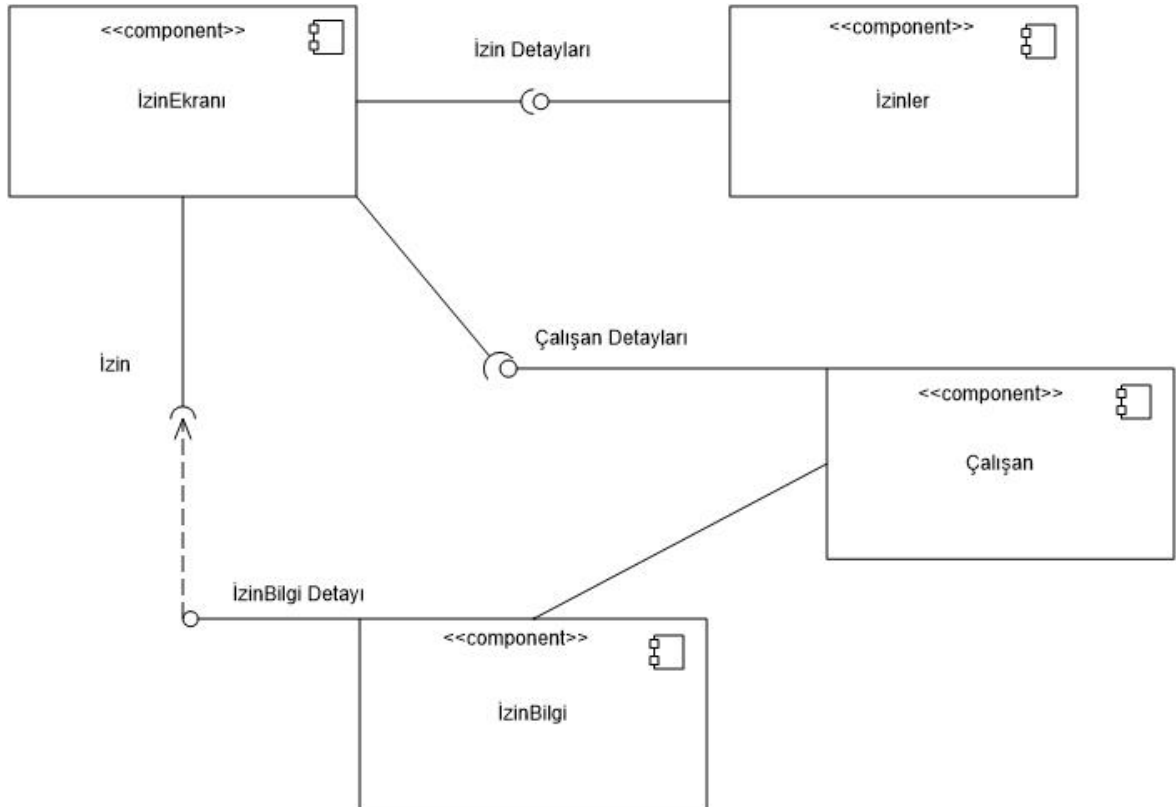 <<component>>
İzinEkranı
İzin Detayları
<<component>>
İzinler
İzin
Çalışan Detayları
<<component>>
Çalışan
İzinBilgi Detayı
<<component>>
İzinBilgi